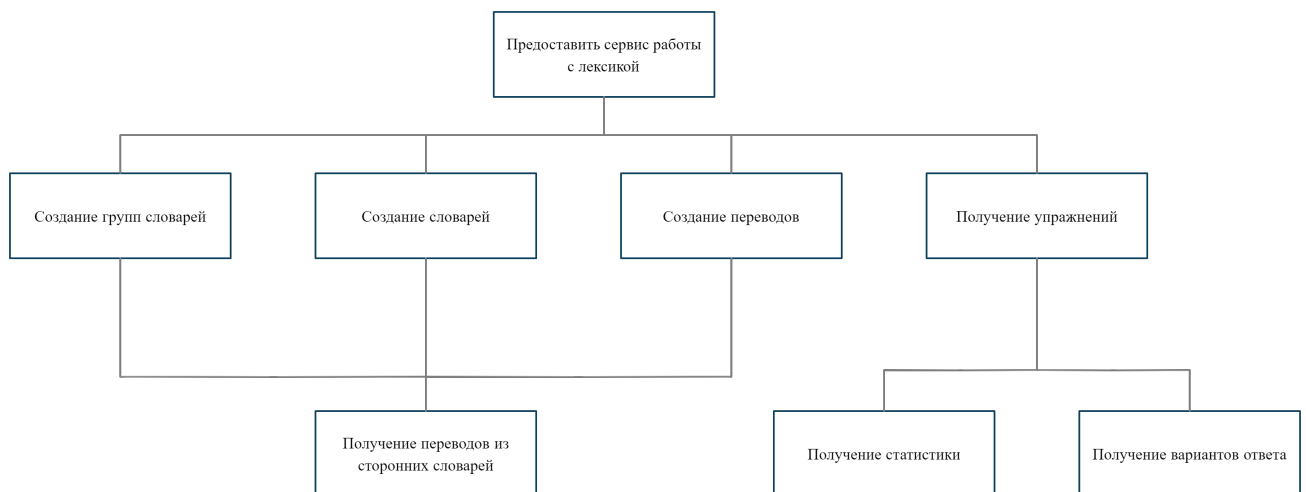 Предоставить сервис работы
с лексикой
Создание групп словарей
Создание словарей
Создание переводов
Получение упражнений
Получение переводов из
сторонних словарей
Получение статистики
Получение вариантов ответа